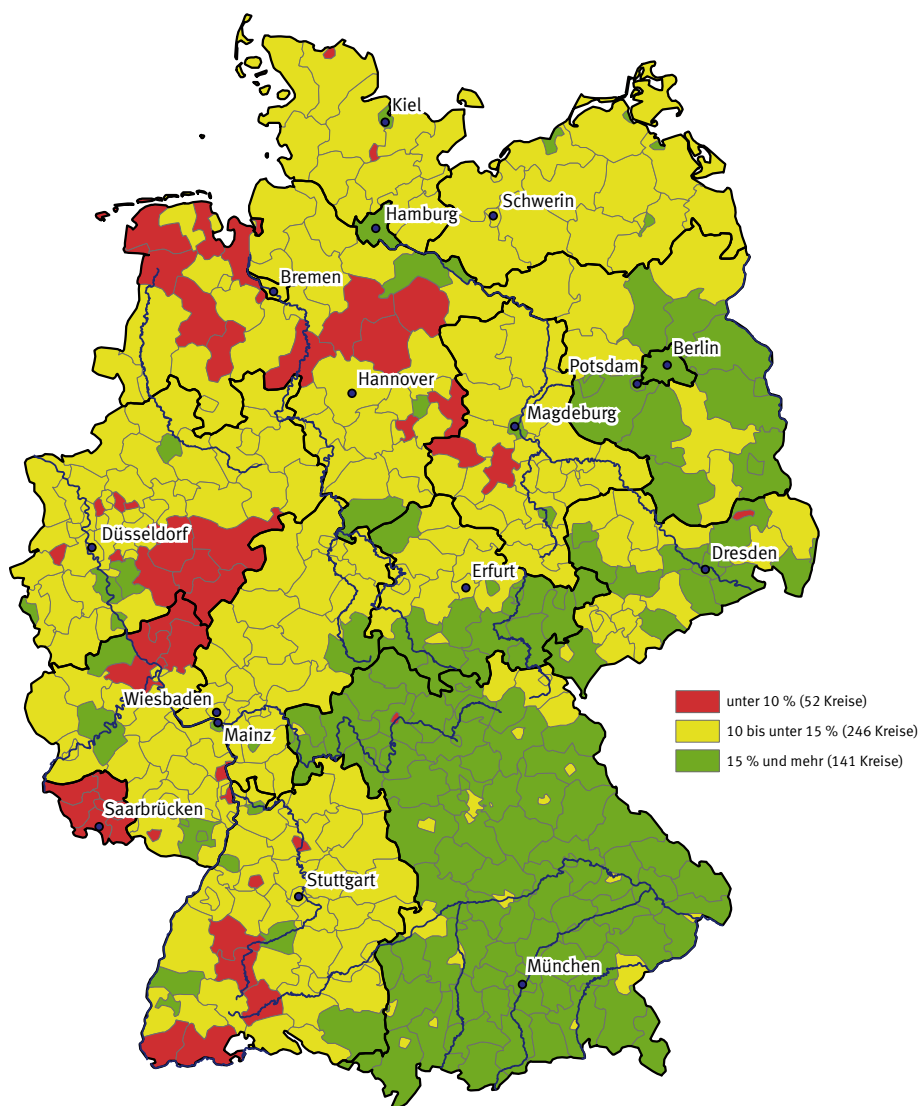 Kiel
Schwerin
Hamburg
Bremen
Berlin
Potsdam
Hannover
Magdeburg
Düsseldorf
Dresden
Erfurt
Wiesbaden
Mainz
unter 10 % (52 Kreise)
10 bis unter 15 % (246 Kreise)
15 % und mehr (141 Kreise)
Saarbrücken
Stuttgart
München